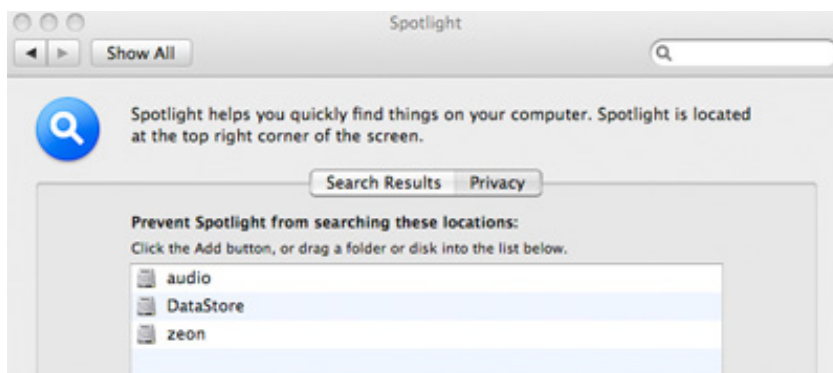 Spotlight
Show All
Spotlight helps you quickly find things on your computer. Spotlight is located
at the top right corner of the screen.
Search Results Privacy
Prevent Spotlight from searching these locations:
Click the Add button, or drag a folder or disk into the list below.
audio
DataStore
zeon